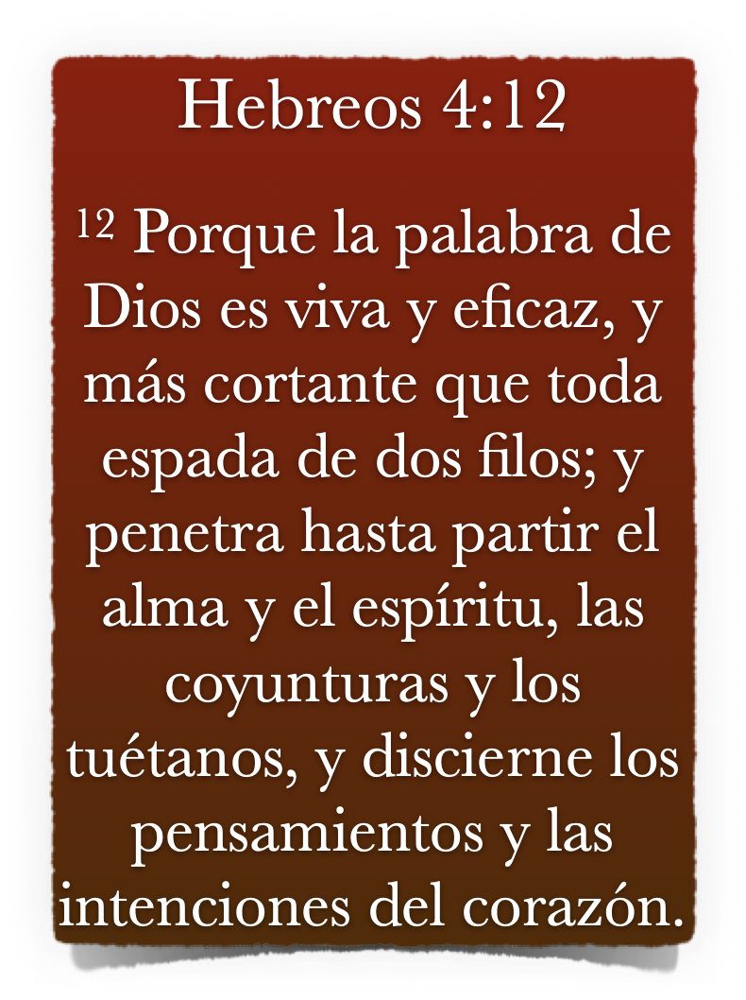 Hebreos 4:12
12 Porque la palabra de
Dios es viva y eficaz, y
más cortante que toda
espada de dos filos; y
penetra hasta partir el
alma y el espíritu, las
coyunturas y los
tuétanos, y discierne los
pensamientos y las
intenciones del corazón.